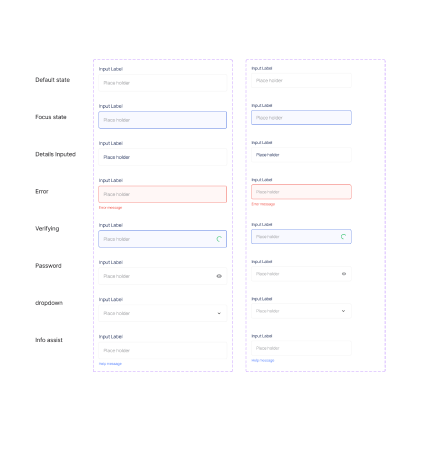 Input Label
Input Label
Default state
Place holder
Place holder
Input Label
Input Label
Focus state
Place holder
Place holder
Input Label
Input Label
Details Inputed
Place holder
Place holder
Input Label
Input Label
Error
Place holder
Place holder
Error message
Error message
Input Label
Input Label
Verifying
Place holder
Place holder
Input Label
Input Label
Password
Place holder
Place holder
Input Label
Input Label
dropdown
Place holder
Place holder
Input Label
Input Label
Info assist
Place holder
Place holder
Help message
Help message